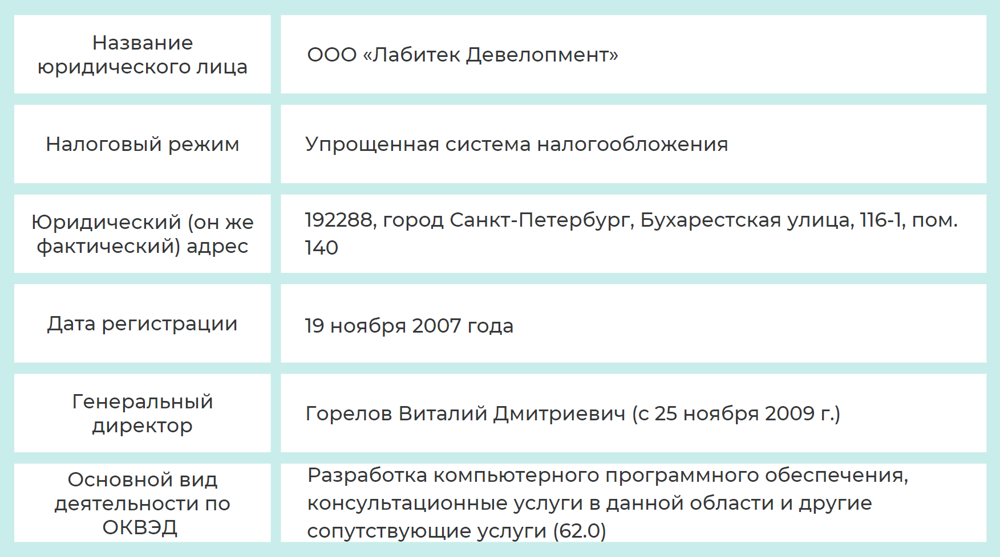 Название
юридического лица
ООО «Лабитек Девелопмент»
Налоговый режим
Упрощенная система налогообложения
Юридический (он же
фактический) адрес
192288, город Санкт-Петербург, Бухарестская улица, 116-1, пом.
140
Дата регистрации
19 ноября 2007 года
Генеральный
директор
Горелов Виталий Дмитриевич (с 25 ноября 2009 г.)
Основной вид
деятельности по
ОКВЭД
Разработка компьютерного программного обеспечения,
консультационные услуги в данной области и другие
сопутствующие услуги (62.0)